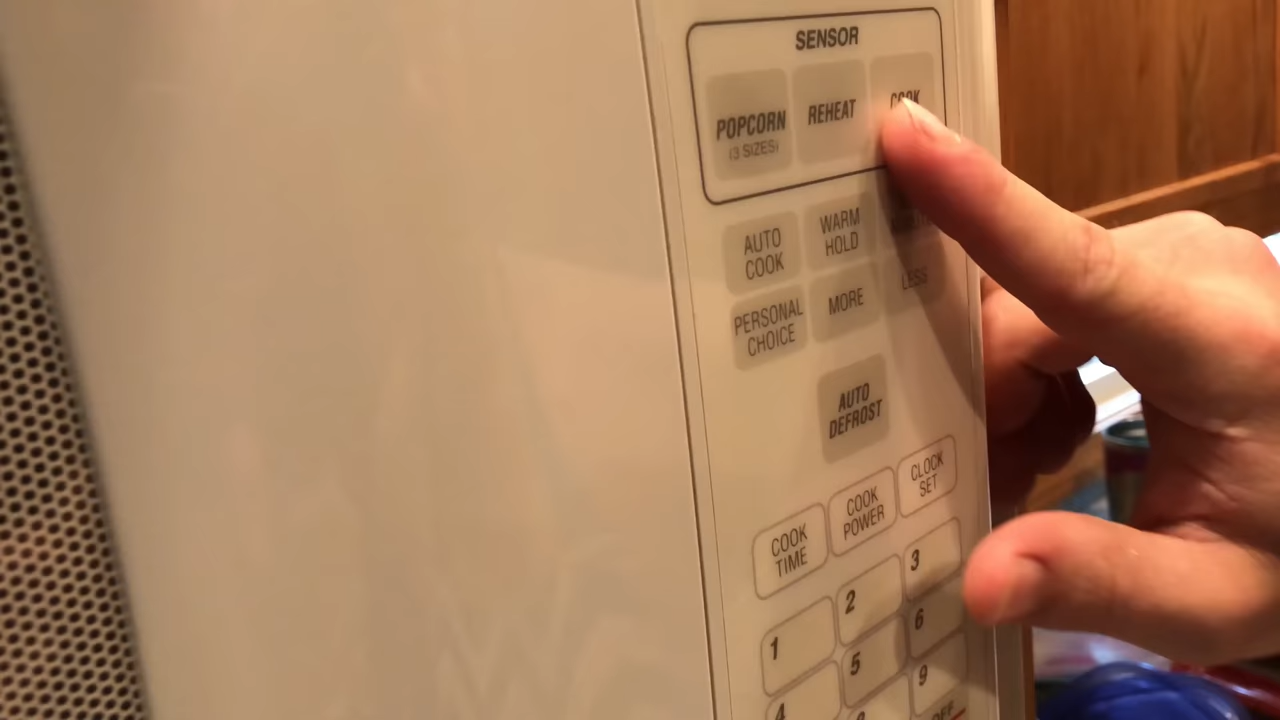 SENSOR
POPCORN
(3 SIZES)
REHEAT
COOK
AUTO
COOK
WARM
HOLD
PERSONAL
CHOICE
MORE
LESS
AUTO
DEFROST
COOK
TIME
COOK
POWER
CLOCK
SET
1
2
3
4
5
6
9